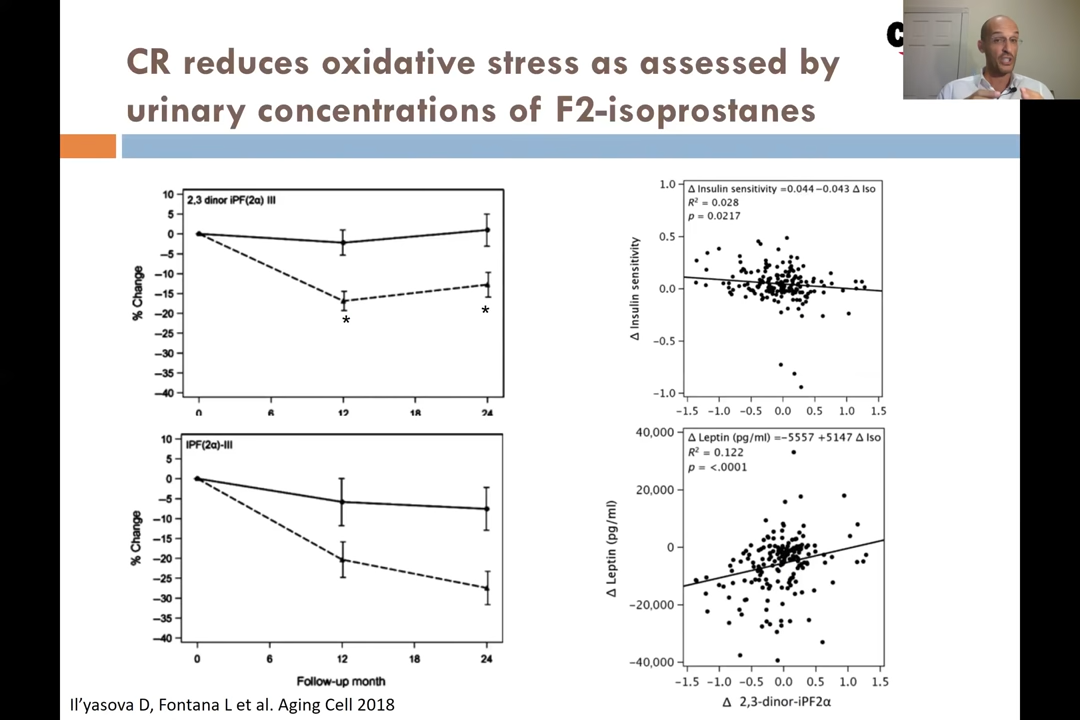 CR reduces oxidative stress as assessed by
urinary concentrations of F2-isoprostanes
C
2,3 dinor iPF(2α) III
% Change
10
5
0
−5
−10
−15
−20
−25
−30
−35
−40
*
*
0
6
12
18
24
Δ Insulin sensitivity =0.044−0.043 Δ Iso
R² = 0.028
p = 0.0217
Δ Insulin sensitivity
1.0
0.5
0.0
−0.5
−1.0
−1.5 −1.0 −0.5 0.0 0.5 1.0 1.5
iPF(2α)-III
% Change
10
5
0
−5
−10
−15
−20
−25
−30
−35
−40
0
6
12
18
24
Follow-up month
Δ Leptin (pg/ml) =−5557 +5147 Δ Iso
R² = 0.122
p = <.0001
Δ Leptin (pg/ml)
40,000
20,000
0
−20,000
−40,000
−1.5 −1.0 −0.5 0.0 0.5 1.0 1.5
Δ 2,3-dinor-iPF2α
Il’yasova D, Fontana L et al. Aging Cell 2018